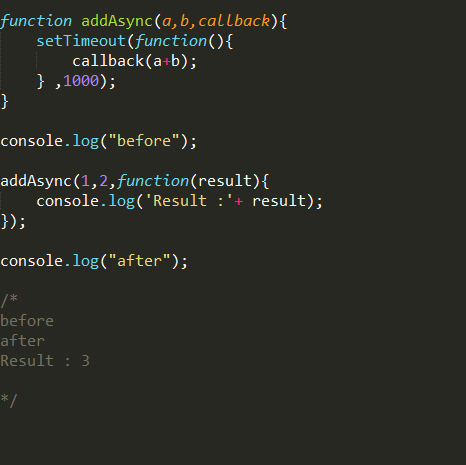 function addAsync(a,b,callback){
    setTimeout(function(){
        callback(a+b);
    } ,1000);
}

console.log("before");

addAsync(1,2,function(result){
    console.log('Result :'+ result);
});

console.log("after");

/*
before
after
Result : 3

*/